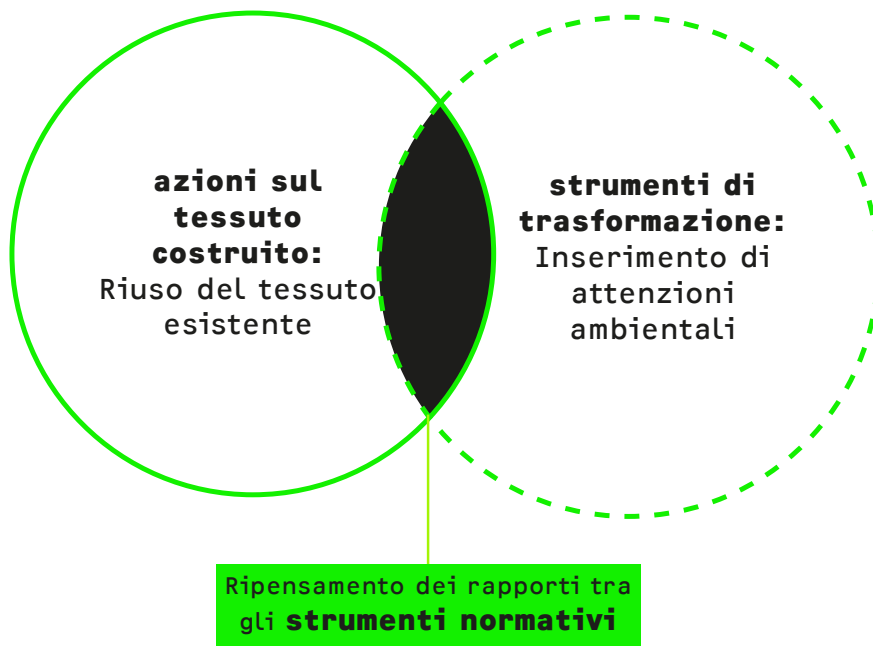 azioni sul
tessuto
costruito:
Riuso del tessuto
esistente
strumenti di
trasformazione:
Inserimento di
attenzioni
ambientali
Ripensamento dei rapporti tra
gli strumenti normativi